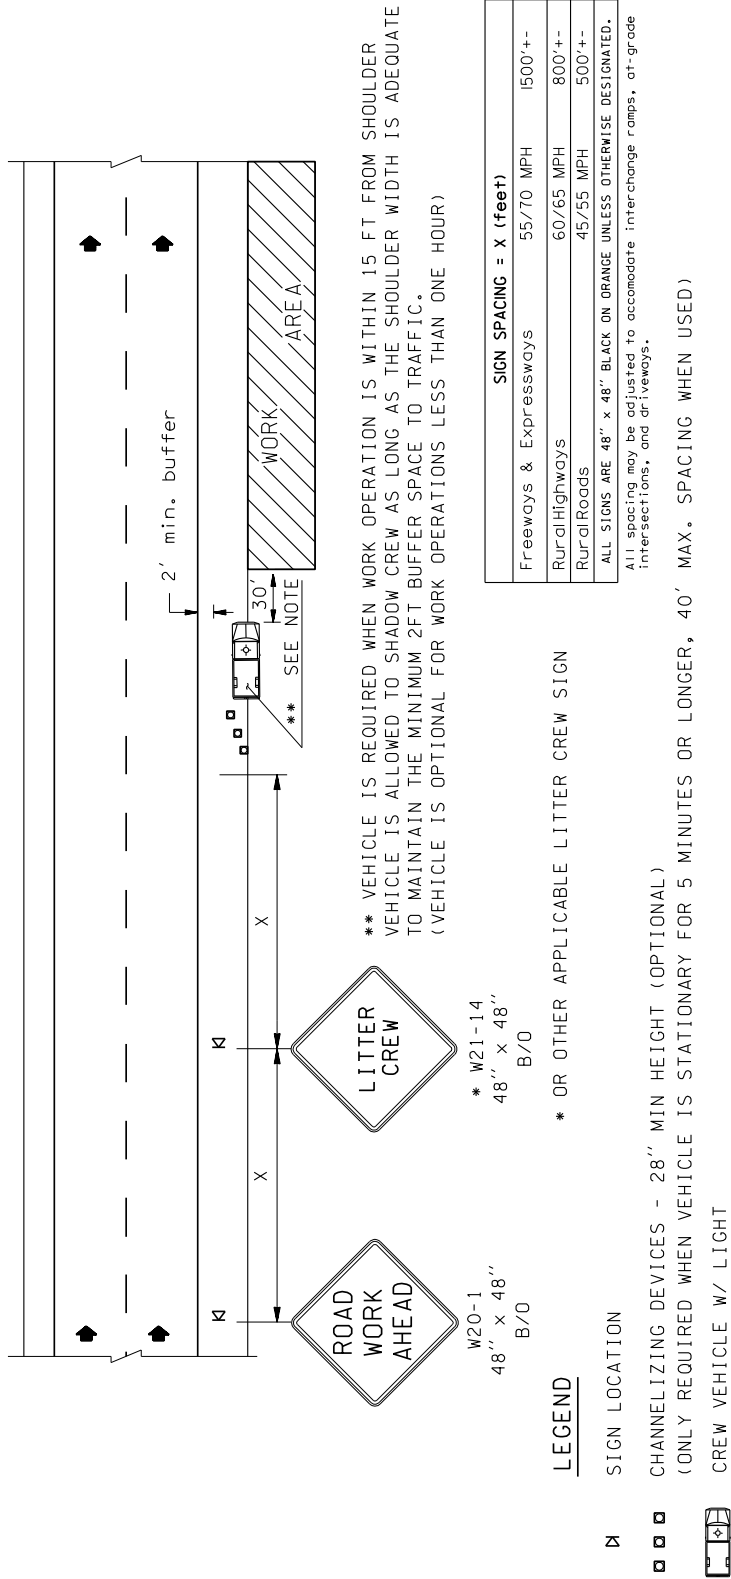 2' min. buffer
WORK AREA
30'
** SEE NOTE
X
X
ROAD
WORK
AHEAD
W20-1
48" x 48"
B/O
LITTER
CREW
* W21-14
48" x 48"
B/O
** VEHICLE IS REQUIRED WHEN WORK OPERATION IS WITHIN 15 FT FROM SHOULDER
VEHICLE IS ALLOWED TO SHADOW CREW AS LONG AS THE SHOULDER WIDTH IS ADEQUATE
TO MAINTAIN THE MINIMUM 2FT BUFFER SPACE TO TRAFFIC.
(VEHICLE IS OPTIONAL FOR WORK OPERATIONS LESS THAN ONE HOUR)
SIGN SPACING = X (feet)
Freeways & Expressways 55/70 MPH 1500'+-
Rural Highways 60/65 MPH 800'+-
Rural Roads 45/55 MPH 500'+-
ALL SIGNS ARE 48" x 48" BLACK ON ORANGE UNLESS OTHERWISE DESIGNATED.
All spacing may be adjusted to accomodate interchange ramps, at-grade
intersections, and driveways.
* OR OTHER APPLICABLE LITTER CREW SIGN
LEGEND
SIGN LOCATION
CHANNELIZING DEVICES - 28" MIN HEIGHT (OPTIONAL)
(ONLY REQUIRED WHEN VEHICLE IS STATIONARY FOR 5 MINUTES OR LONGER, 40' MAX. SPACING WHEN USED)
CREW VEHICLE W/ LIGHT